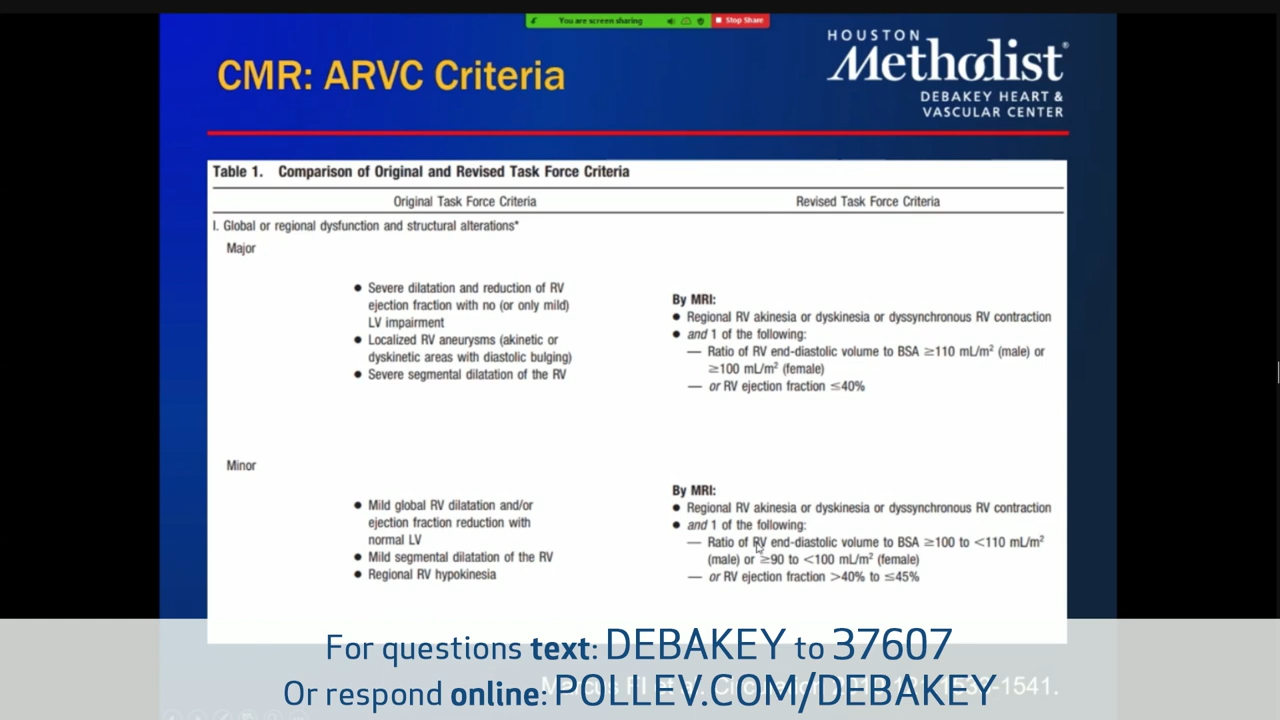 You are screen sharing
Stop Share
CMR: ARVC Criteria
HOUSTON
Methodist®
DEBAKEY HEART &
VASCULAR CENTER
Table 1. Comparison of Original and Revised Task Force Criteria
Original Task Force Criteria
Revised Task Force Criteria
I. Global or regional dysfunction and structural alterations*
Major
● Severe dilatation and reduction of RV
ejection fraction with no (or only mild)
LV impairment
● Localized RV aneurysms (akinetic or
dyskinetic areas with diastolic bulging)
● Severe segmental dilatation of the RV
By MRI:
● Regional RV akinesia or dyskinesia or dyssynchronous RV contraction
● and 1 of the following:
— Ratio of RV end-diastolic volume to BSA ≥110 mL/m² (male) or
≥100 mL/m² (female)
— or RV ejection fraction ≤40%
Minor
● Mild global RV dilatation and/or
ejection fraction reduction with
normal LV
● Mild segmental dilatation of the RV
● Regional RV hypokinesia
By MRI:
● Regional RV akinesia or dyskinesia or dyssynchronous RV contraction
● and 1 of the following:
— Ratio of RV end-diastolic volume to BSA ≥100 to <110 mL/m²
(male) or ≥90 to <100 mL/m² (female)
— or RV ejection fraction >40% to ≤45%
For questions text: DEBAKEY to 37607
Or respond online: POLLEV.COM/DEBAKEY
-1541.